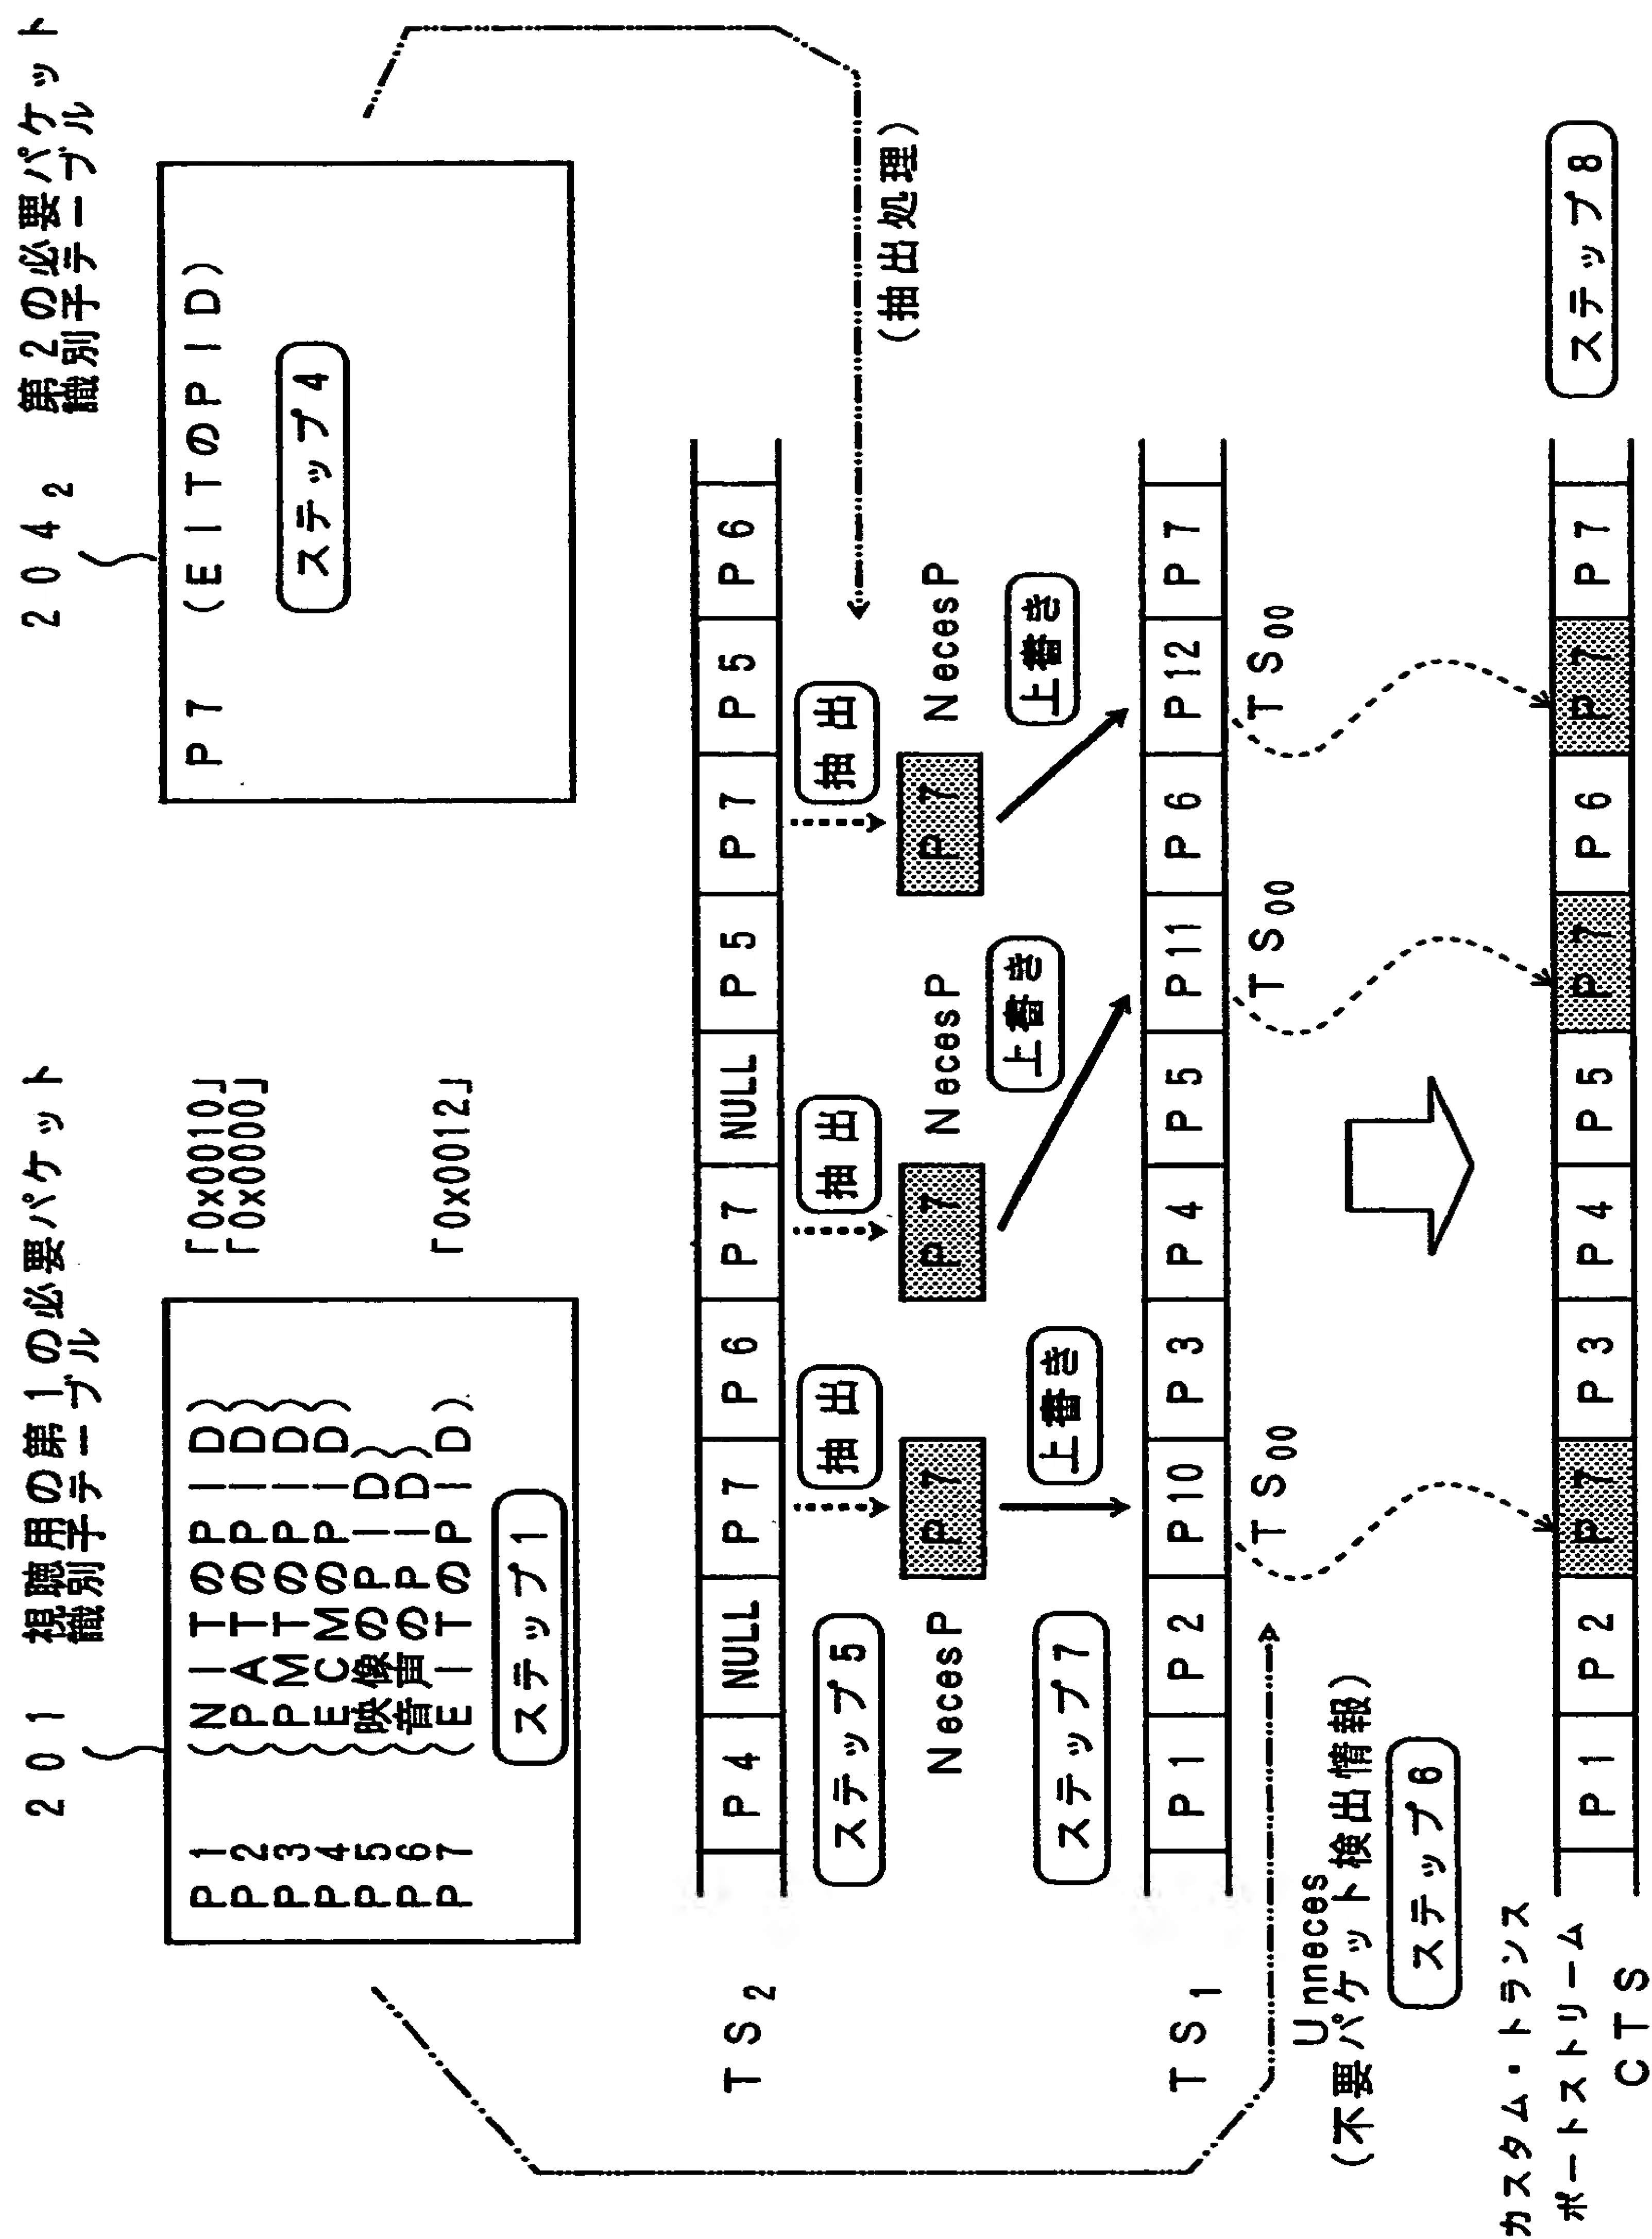 201 視聴用の第1の必要パケット
識別子テーブル
P1 (NITのPID) 「0x0010」
P2 (PATのPID) 「0x0000」
P3 (PMTのPID)
P4 (ECMのPID)
P5 (映像のPID)
P6 (音声のPID)
P7 (EITのPID) 「0x0012」
ステップ1
204₂ 第2の必要パケット
識別子テーブル
P7 (EITのPID)
ステップ4
TS₂ P4 NULL P7 P6 P7 NULL P5 P7 P5 P6
ステップ5 抽出 抽出 抽出
(抽出処理)
NecesP P7 P7 NecesP P7 NecesP
ステップ7 上書き 上書き 上書き
TS₁ P1 P2 P10 P3 P4 P5 P11 P6 P12 P7
TS₀₀ TS₀₀ TS₀₀
Unneces
(不要パケット検出情報)
ステップ6
カスタム・トランス
ポートストリーム
CTS P1 P2 P7 P3 P4 P5 P7 P6 P7 P7
ステップ8